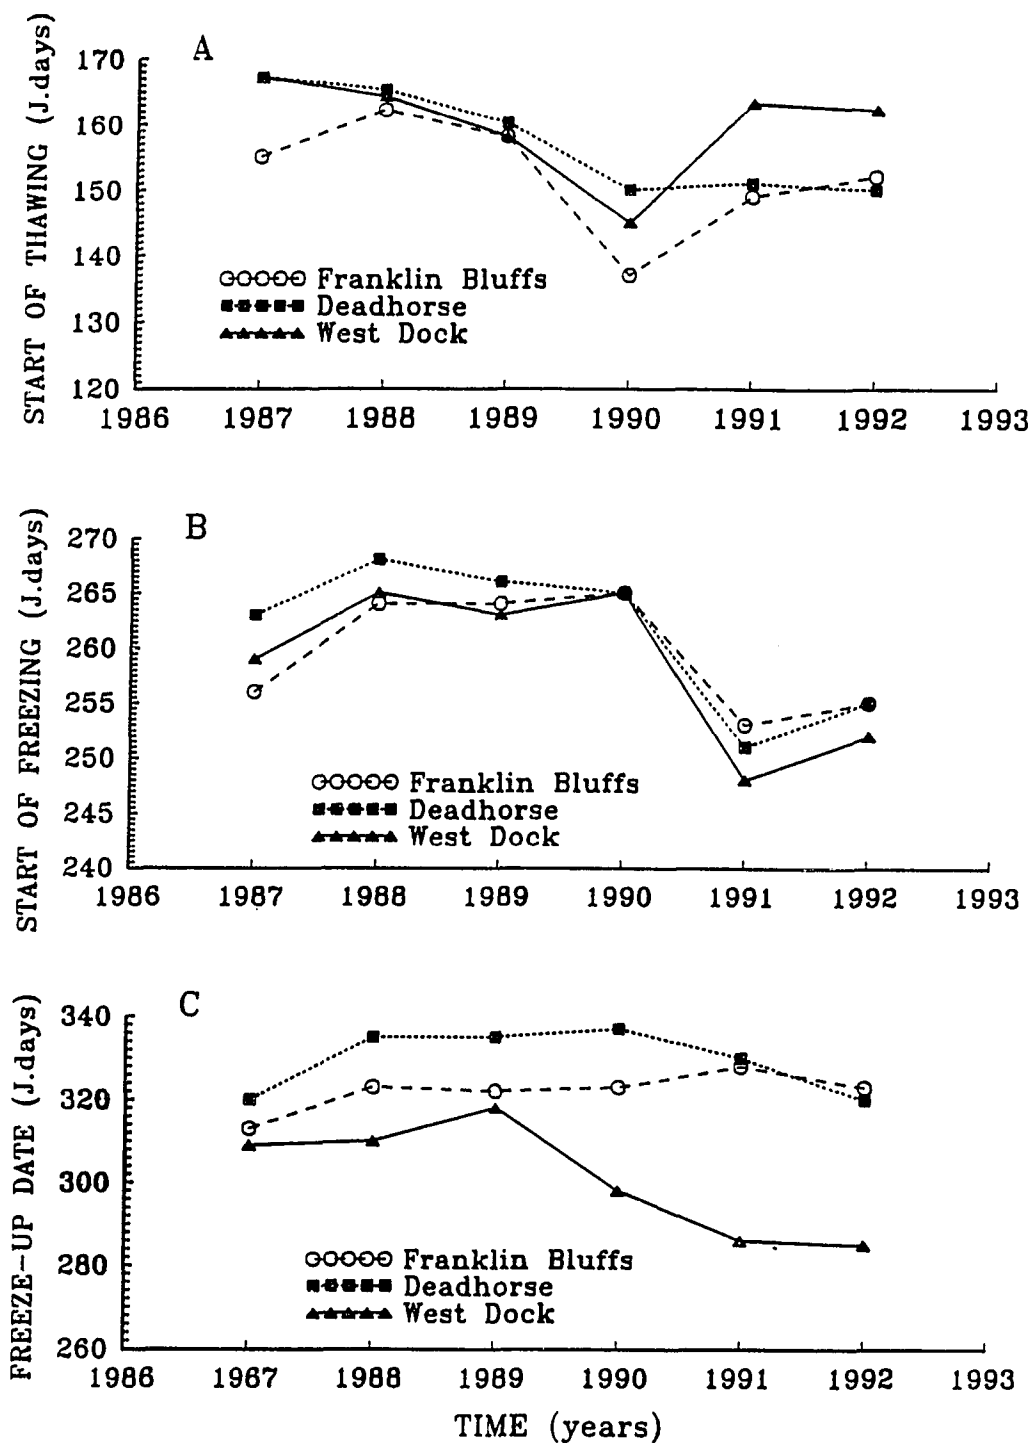 A
START OF THAWING (J.days)
170
160
150
140
130
120
Franklin Bluffs
Deadhorse
West Dock
1986 1987 1988 1989 1990 1991 1992 1993
B
START OF FREEZING (J.days)
270
265
260
255
250
245
240
Franklin Bluffs
Deadhorse
West Dock
1986 1987 1988 1989 1990 1991 1992 1993
C
FREEZE-UP DATE (J.days)
340
320
300
280
260
Franklin Bluffs
Deadhorse
West Dock
1986 1987 1988 1989 1990 1991 1992 1993
TIME (years)